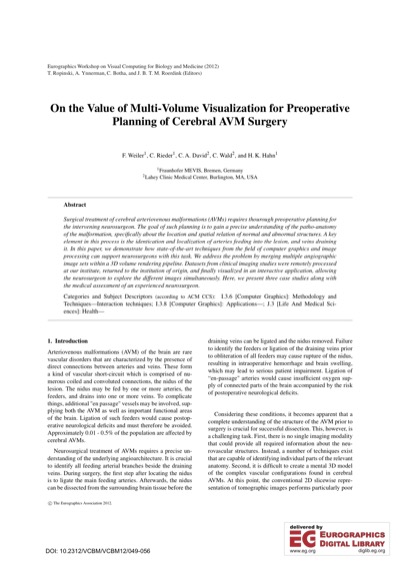 Eurographics Workshop on Visual Computing for Biology and Medicine (2012)
T. Ropinski, A. Ynnerman, C. Botha, and J. B. T. M. Roerdink (Editors)
On the Value of Multi-Volume Visualization for Preoperative
Planning of Cerebral AVM Surgery
F. Weiler1, C. Rieder1, C. A. David2, C. Wald2, and H. K. Hahn1
1Fraunhofer MEVIS, Bremen, Germany
2Lahey Clinic Medical Center, Burlington, MA, USA
Abstract
Surgical treatment of cerebral arteriovenous malformations (AVMs) requires thourough preoperative planning for
the intervening neurosurgeon. The goal of such planning is to gain a precise understanding of the patho-anatomy
of the malformation, specifically about the location and spatial relation of normal and abnormal structures. A key
element in this process is the identication and localization of arteries feeding into the lesion, and veins draining
it. In this paper, we demonstrate how state-of-the-art techniques from the field of computer graphics and image
processing can support neurosurgeons with this task. We address the problem by merging multiple angiographic
image sets within a 3D volume rendering pipeline. Datasets from clinical imaging studies were remotely processed
at our institute, returned to the institution of origin, and finally visualized in an interactive application, allowing
the neurosurgeon to explore the different images simultaneously. Here, we present three case studies along with
the medical assessment of an experienced neurosurgeon.
Categories and Subject Descriptors (according to ACM CCS): I.3.6 [Computer Graphics]: Methodology and
Techniques—Interaction techniques; I.3.8 [Computer Graphics]: Applications—; J.3 [Life And Medical Sci-
ences]: Health—
1. Introduction
Arteriovenous malformations (AVM) of the brain are rare
vascular disorders that are characterized by the presence of
direct connections between arteries and veins. These form
a kind of vascular short-circuit which is comprised of nu-
merous coiled and convoluted connections, the nidus of the
lesion. The nidus may be fed by one or more arteries, the
feeders, and drains into one or more veins. To complicate
things, additional "en passage" vessels may be involved, sup-
plying both the AVM as well as important functional areas
of the brain. Ligation of such feeders would cause postop-
erative neurological deficits and must therefore be avoided.
Approximately 0.01 - 0.5% of the population are affected by
cerebral AVMs.
Neurosurgical treatment of AVMs requires a precise un-
derstanding of the underlying angioarchitecture. It is crucial
to identify all feeding arterial branches beside the draining
veins. During surgery, the first step after locating the nidus
is to ligate the main feeding arteries. Afterwards, the nidus
can be dissected from the surrounding brain tissue before the
© The Eurographics Association 2012.
draining veins can be ligated and the nidus removed. Failure
to identify the feeders or ligation of the draining veins prior
to obliteration of all feeders may cause rupture of the nidus,
resulting in intraoperative hemorrhage and brain swelling,
which may lead to serious patient impairment. Ligation of
"en-passage" arteries would cause insufficient oxygen sup-
ply of connected parts of the brain accompanied by the risk
of postoperative neurological deficits.
Considering these conditions, it becomes apparent that a
complete understanding of the structure of the AVM prior to
surgery is crucial for successful dissection. This, however, is
a challenging task. First, there is no single imaging modality
that could provide all required information about the neu-
rovascular structures. Instead, a number of techniques exist
that are capable of identifying individual parts of the relevant
anatomy. Second, it is difficult to create a mental 3D model
of the complex vascular configurations found in cerebral
AVMs. At this point, the conventional 2D slicewise repre-
sentation of tomographic images performs particularly poor
delivered by
EG EUROGRAPHICS
DIGITAL LIBRARY
www.eg.org diglib.eg.org
DOI: 10.2312/VCBM/VCBM12/049-056